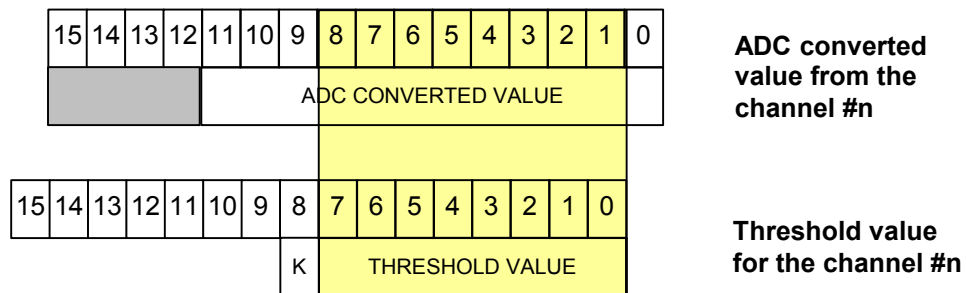 15 14 13 12 11 10 9 8 7 6 5 4 3 2 1 0
ADC CONVERTED VALUE
ADC converted
value from the
channel #n
15 14 13 12 11 10 9 8 7 6 5 4 3 2 1 0
K THRESHOLD VALUE
Threshold value
for the channel #n